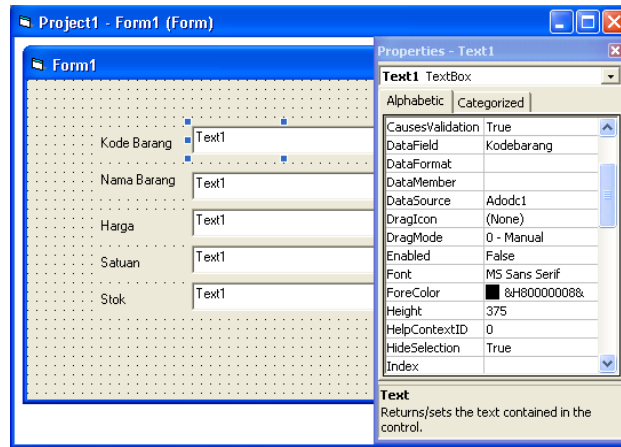 Project1 - Form1 (Form)
Form1
Kode Barang Text1
Nama Barang Text1
Harga Text1
Satuan Text1
Stok Text1
Properties - Text1
Text1 TextBox
Alphabetic Categorized
CausesValidation True
DataField Kodebarang
DataFormat
DataMember
DataSource Adodc1
DragIcon (None)
DragMode 0 - Manual
Enabled False
Font MS Sans Serif
ForeColor &H80000008&
Height 375
HelpContextID 0
HideSelection True
Index
Text
Returns/sets the text contained in the
control.